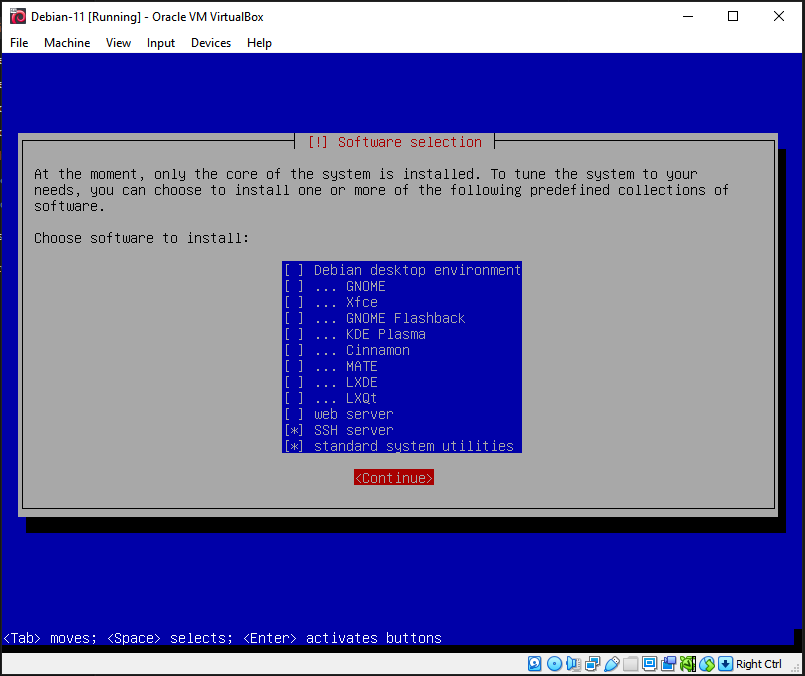 Debian-11 [Running] - Oracle VM VirtualBox
File Machine View Input Devices Help
[!] Software selection
At the moment, only the core of the system is installed. To tune the system to your
needs, you can choose to install one or more of the following predefined collections of
software.
Choose software to install:
[ ] Debian desktop environment
[ ] ... GNOME
[ ] ... Xfce
[ ] ... GNOME Flashback
[ ] ... KDE Plasma
[ ] ... Cinnamon
[ ] ... MATE
[ ] ... LXDE
[ ] ... LXQt
[ ] web server
[*] SSH server
[*] standard system utilities
<Continue>
<Tab> moves; <Space> selects; <Enter> activates buttons
Right Ctrl